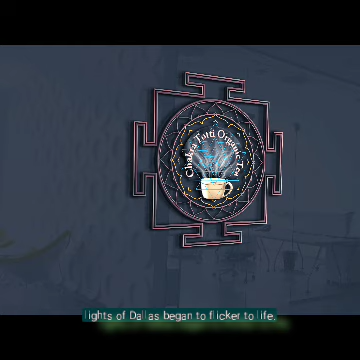 Chakra Tutti Organic Tea
lights of Dallas began to flicker to life.